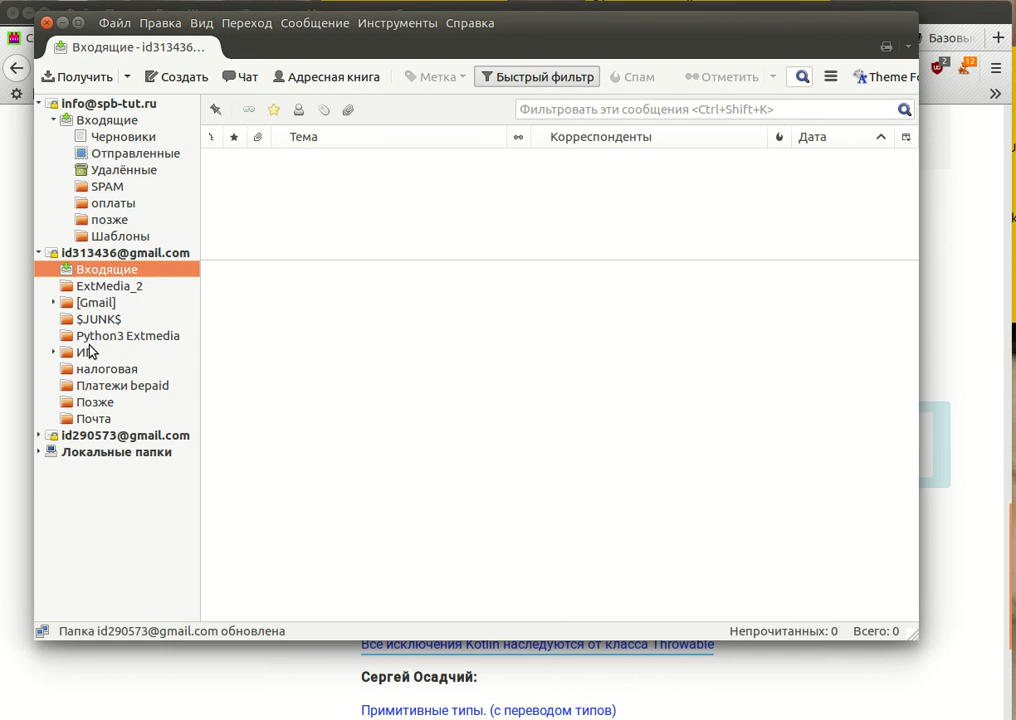 Файл Правка Вид Переход Сообщение Инструменты Справка
Входящие - id313436...
Базовы
Получить Создать Чат Адресная книга Метка Быстрый фильтр Спам Отметить Theme Fo
2 12
info@spb-tut.ru
Фильтровать эти сообщения <Ctrl+Shift+K>
Входящие
Тема Корреспонденты Дата
Черновики
Отправленные
Удалённые
SPAM
оплаты
позже
Шаблоны
id313436@gmail.com
Входящие
ExtMedia_2
[Gmail]
$JUNK$
Python3 Extmedia
налоговая
Платежи bepaid
Позже
Почта
id290573@gmail.com
Локальные папки
Папка id290573@gmail.com обновлена Непрочитанных: 0 Всего: 0
Все исключения Kotlin наследуются от класса Throwable
Сергей Осадчий:
Примитивные типы. (с переводом типов)